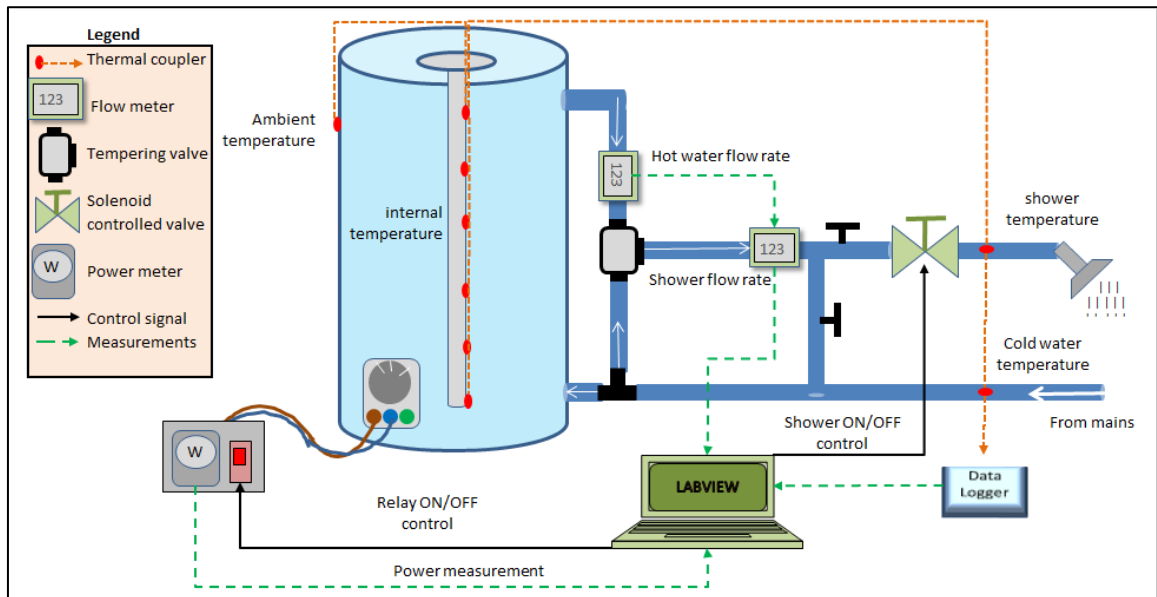 Legend
Thermal coupler
123
Flow meter
Tempering valve
Solenoid
controlled valve
W
Power meter
Control signal
Measurements
Ambient
temperature
internal
temperature
123
Hot water flow rate
123
Shower flow rate
shower
temperature
Cold water
temperature
From mains
Shower ON/OFF
control
W
Relay ON/OFF
control
LABVIEW
Data
Logger
Power measurement